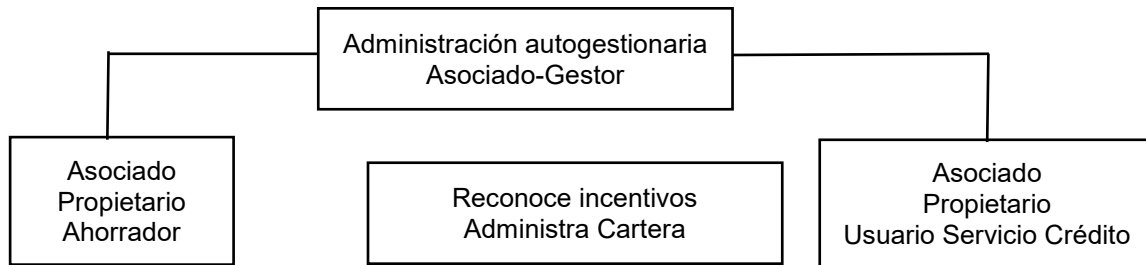 Administración autogestionaria
Asociado-Gestor
Asociado
Propietario
Ahorrador
Reconoce incentivos
Administra Cartera
Asociado
Propietario
Usuario Servicio Crédito